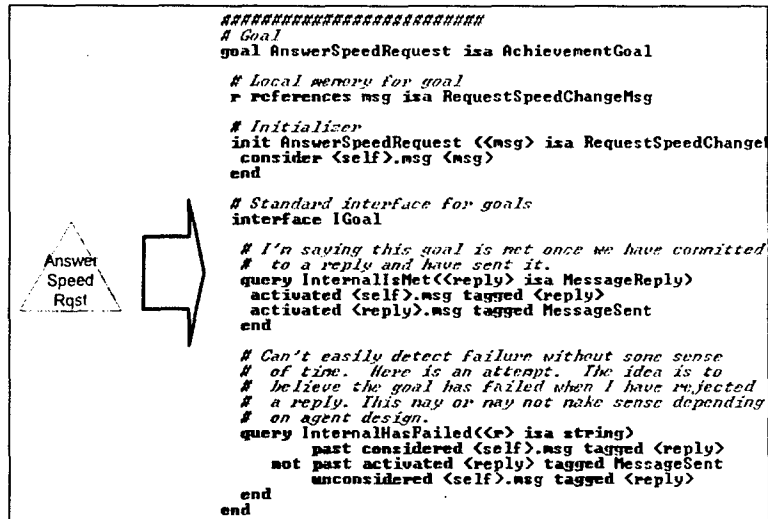 Answer
Speed
Rqst
##########################
# Goal
goal AnswerSpeedRequest isa AchievementGoal
# Local memory for goal
r references msg isa RequestSpeedChangeMsg
# Initializer
init AnswerSpeedRequest (<msg> isa RequestSpeedChange
consider <self>.msg <msg>
end
# Standard interface for goals
interface IGoal
# I'm saying this goal is met once we have committed
# to a reply and have sent it.
query InternalIsMet(<reply> isa MessageReply)
activated <self>.msg tagged <reply>
activated <reply>.msg tagged MessageSent
end
# Can't easily detect failure without some sense
# of time. Here is an attempt. The idea is to
# believe the goal has failed when I have rejected
# a reply. This may or may not make sense depending
# on agent design.
query InternalHasFailed(<r> isa string)
past considered <self>.msg tagged <reply>
not past activated <reply> tagged MessageSent
unconsidered <self>.msg tagged <reply>
end
end